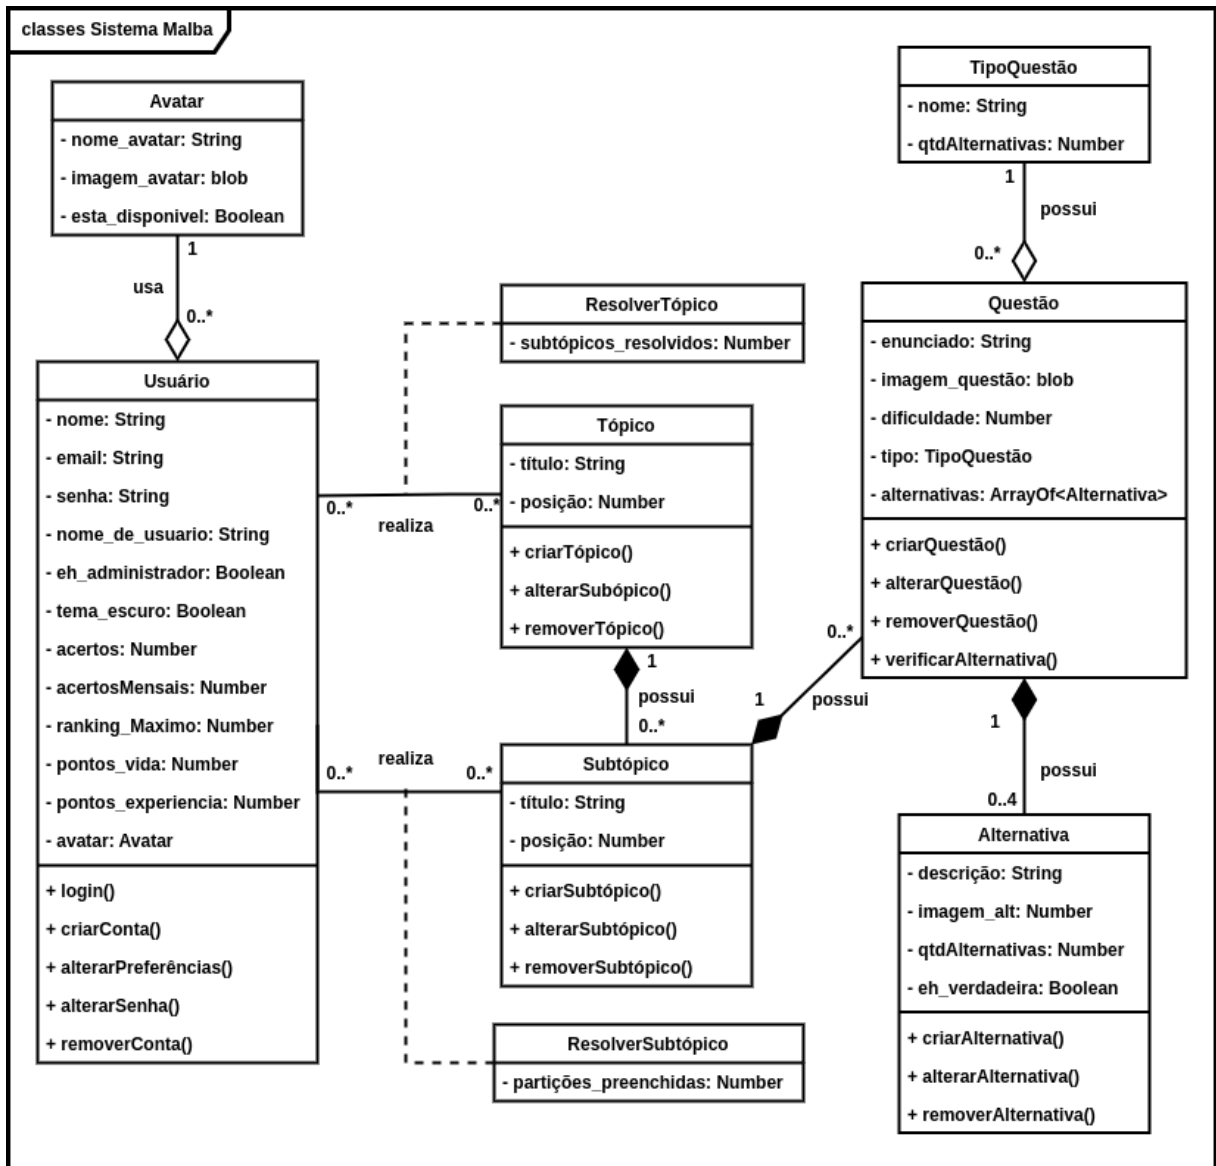 classes Sistema Malba
Avatar
- nome_avatar: String
- imagem_avatar: blob
- esta_disponivel: Boolean
1
usa
0..*
Usuário
- nome: String
- email: String
- senha: String
- nome_de_usuario: String
- eh_administrador: Boolean
- tema_escuro: Boolean
- acertos: Number
- acertosMensais: Number
- ranking_Maximo: Number
- pontos_vida: Number
- pontos_experiencia: Number
- avatar: Avatar
+ login()
+ criarConta()
+ alterarPreferências()
+ alterarSenha()
+ removerConta()
ResolverTópico
- subtópicos_resolvidos: Number
0..*
realiza
0..*
Tópico
- título: String
- posição: Number
+ criarTópico()
+ alterarSubópico()
+ removerTópico()
1
possui
0..*
0..*
realiza
0..*
Subtópico
- título: String
- posição: Number
+ criarSubtópico()
+ alterarSubtópico()
+ removerSubtópico()
ResolverSubtópico
- partições_preenchidas: Number
1
possui
0..*
TipoQuestão
- nome: String
- qtdAlternativas: Number
1
possui
0..*
Questão
- enunciado: String
- imagem_questão: blob
- dificuldade: Number
- tipo: TipoQuestão
- alternativas: ArrayOf<Alternativa>
+ criarQuestão()
+ alterarQuestão()
+ removerQuestão()
+ verificarAlternativa()
1
possui
0..4
Alternativa
- descrição: String
- imagem_alt: Number
- qtdAlternativas: Number
- eh_verdadeira: Boolean
+ criarAlternativa()
+ alterarAlternativa()
+ removerAlternativa()